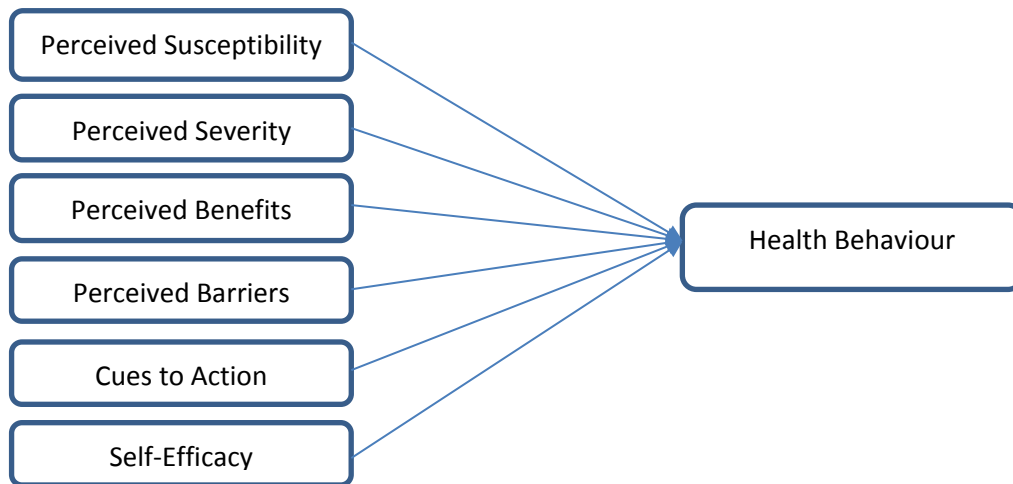 Perceived Susceptibility
Perceived Severity
Perceived Benefits
Perceived Barriers
Cues to Action
Self-Efficacy
Health Behaviour